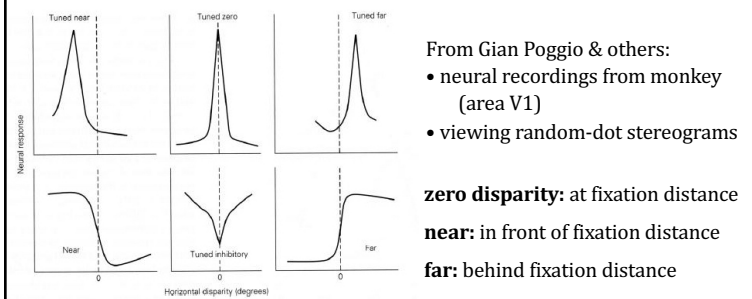 Tuned near
Tuned zero
Tuned far
Neural response
Near
Tuned inhibitory
Far
0
0
0
Horizontal disparity (degrees)
From Gian Poggio & others:
• neural recordings from monkey
(area V1)
• viewing random-dot stereograms
zero disparity: at fixation distance
near: in front of fixation distance
far: behind fixation distance